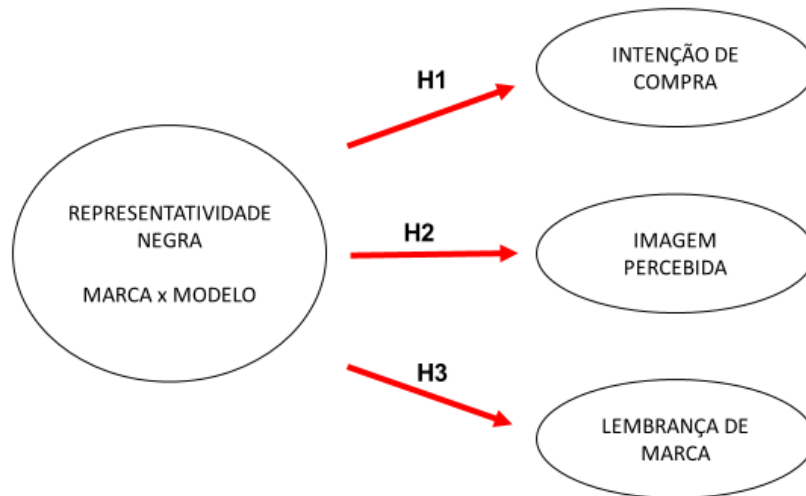 REPRESENTATIVIDADE
NEGRA
MARCA x MODELO
H1
INTENÇÃO DE
COMPRA
H2
IMAGEM
PERCEBIDA
H3
LEMBRANÇA DE
MARCA